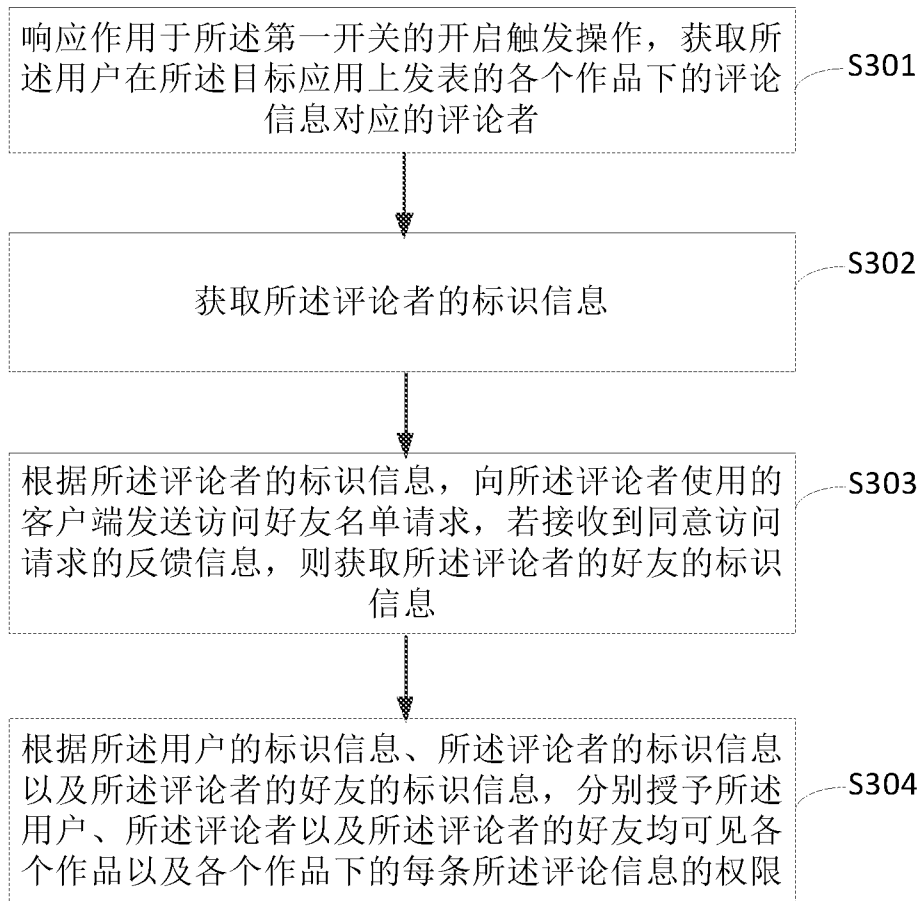 响应作用于所述第一开关的开启触发操作，获取所
述用户在所述目标应用上发表的各个作品下的评论
信息对应的评论者
S301
获取所述评论者的标识信息
S302
根据所述评论者的标识信息，向所述评论者使用的
客户端发送访问好友名单请求，若接收到同意访问
请求的反馈信息，则获取所述评论者的好友的标识
信息
S303
根据所述用户的标识信息、所述评论者的标识信息
以及所述评论者的好友的标识信息，分别授予所述
用户、所述评论者以及所述评论者的好友均可见各
个作品以及各个作品下的每条所述评论信息的权限
S304